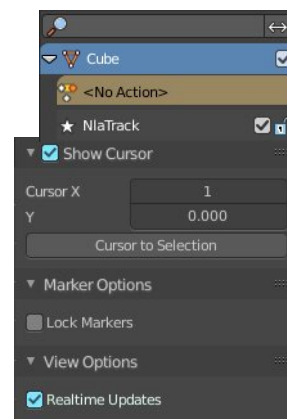 Cube
<No Action>
NlaTrack
Show Cursor
Cursor X 1
Y 0.000
Cursor to Selection
Marker Options
Lock Markers
View Options
Realtime Updates